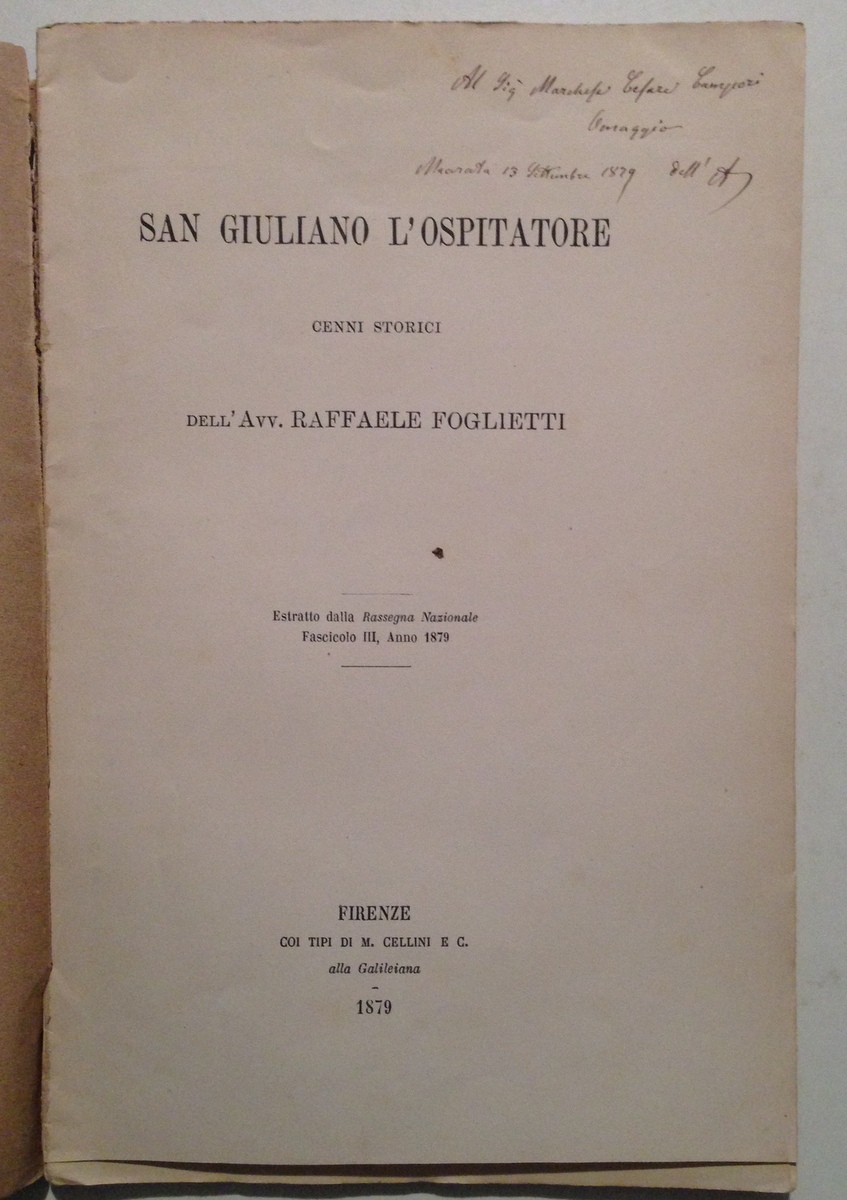 Al Sig. Marchese Cesare Campori
Omaggio
Macerata 13 Settembre 1879 dell' A
SAN GIULIANO L'OSPITATORE
CENNI STORICI
DELL'AVV. RAFFAELE FOGLIETTI
Estratto dalla Rassegna Nazionale
Fascicolo III, Anno 1879
FIRENZE
COI TIPI DI M. CELLINI E C.
alla Galileiana
1879